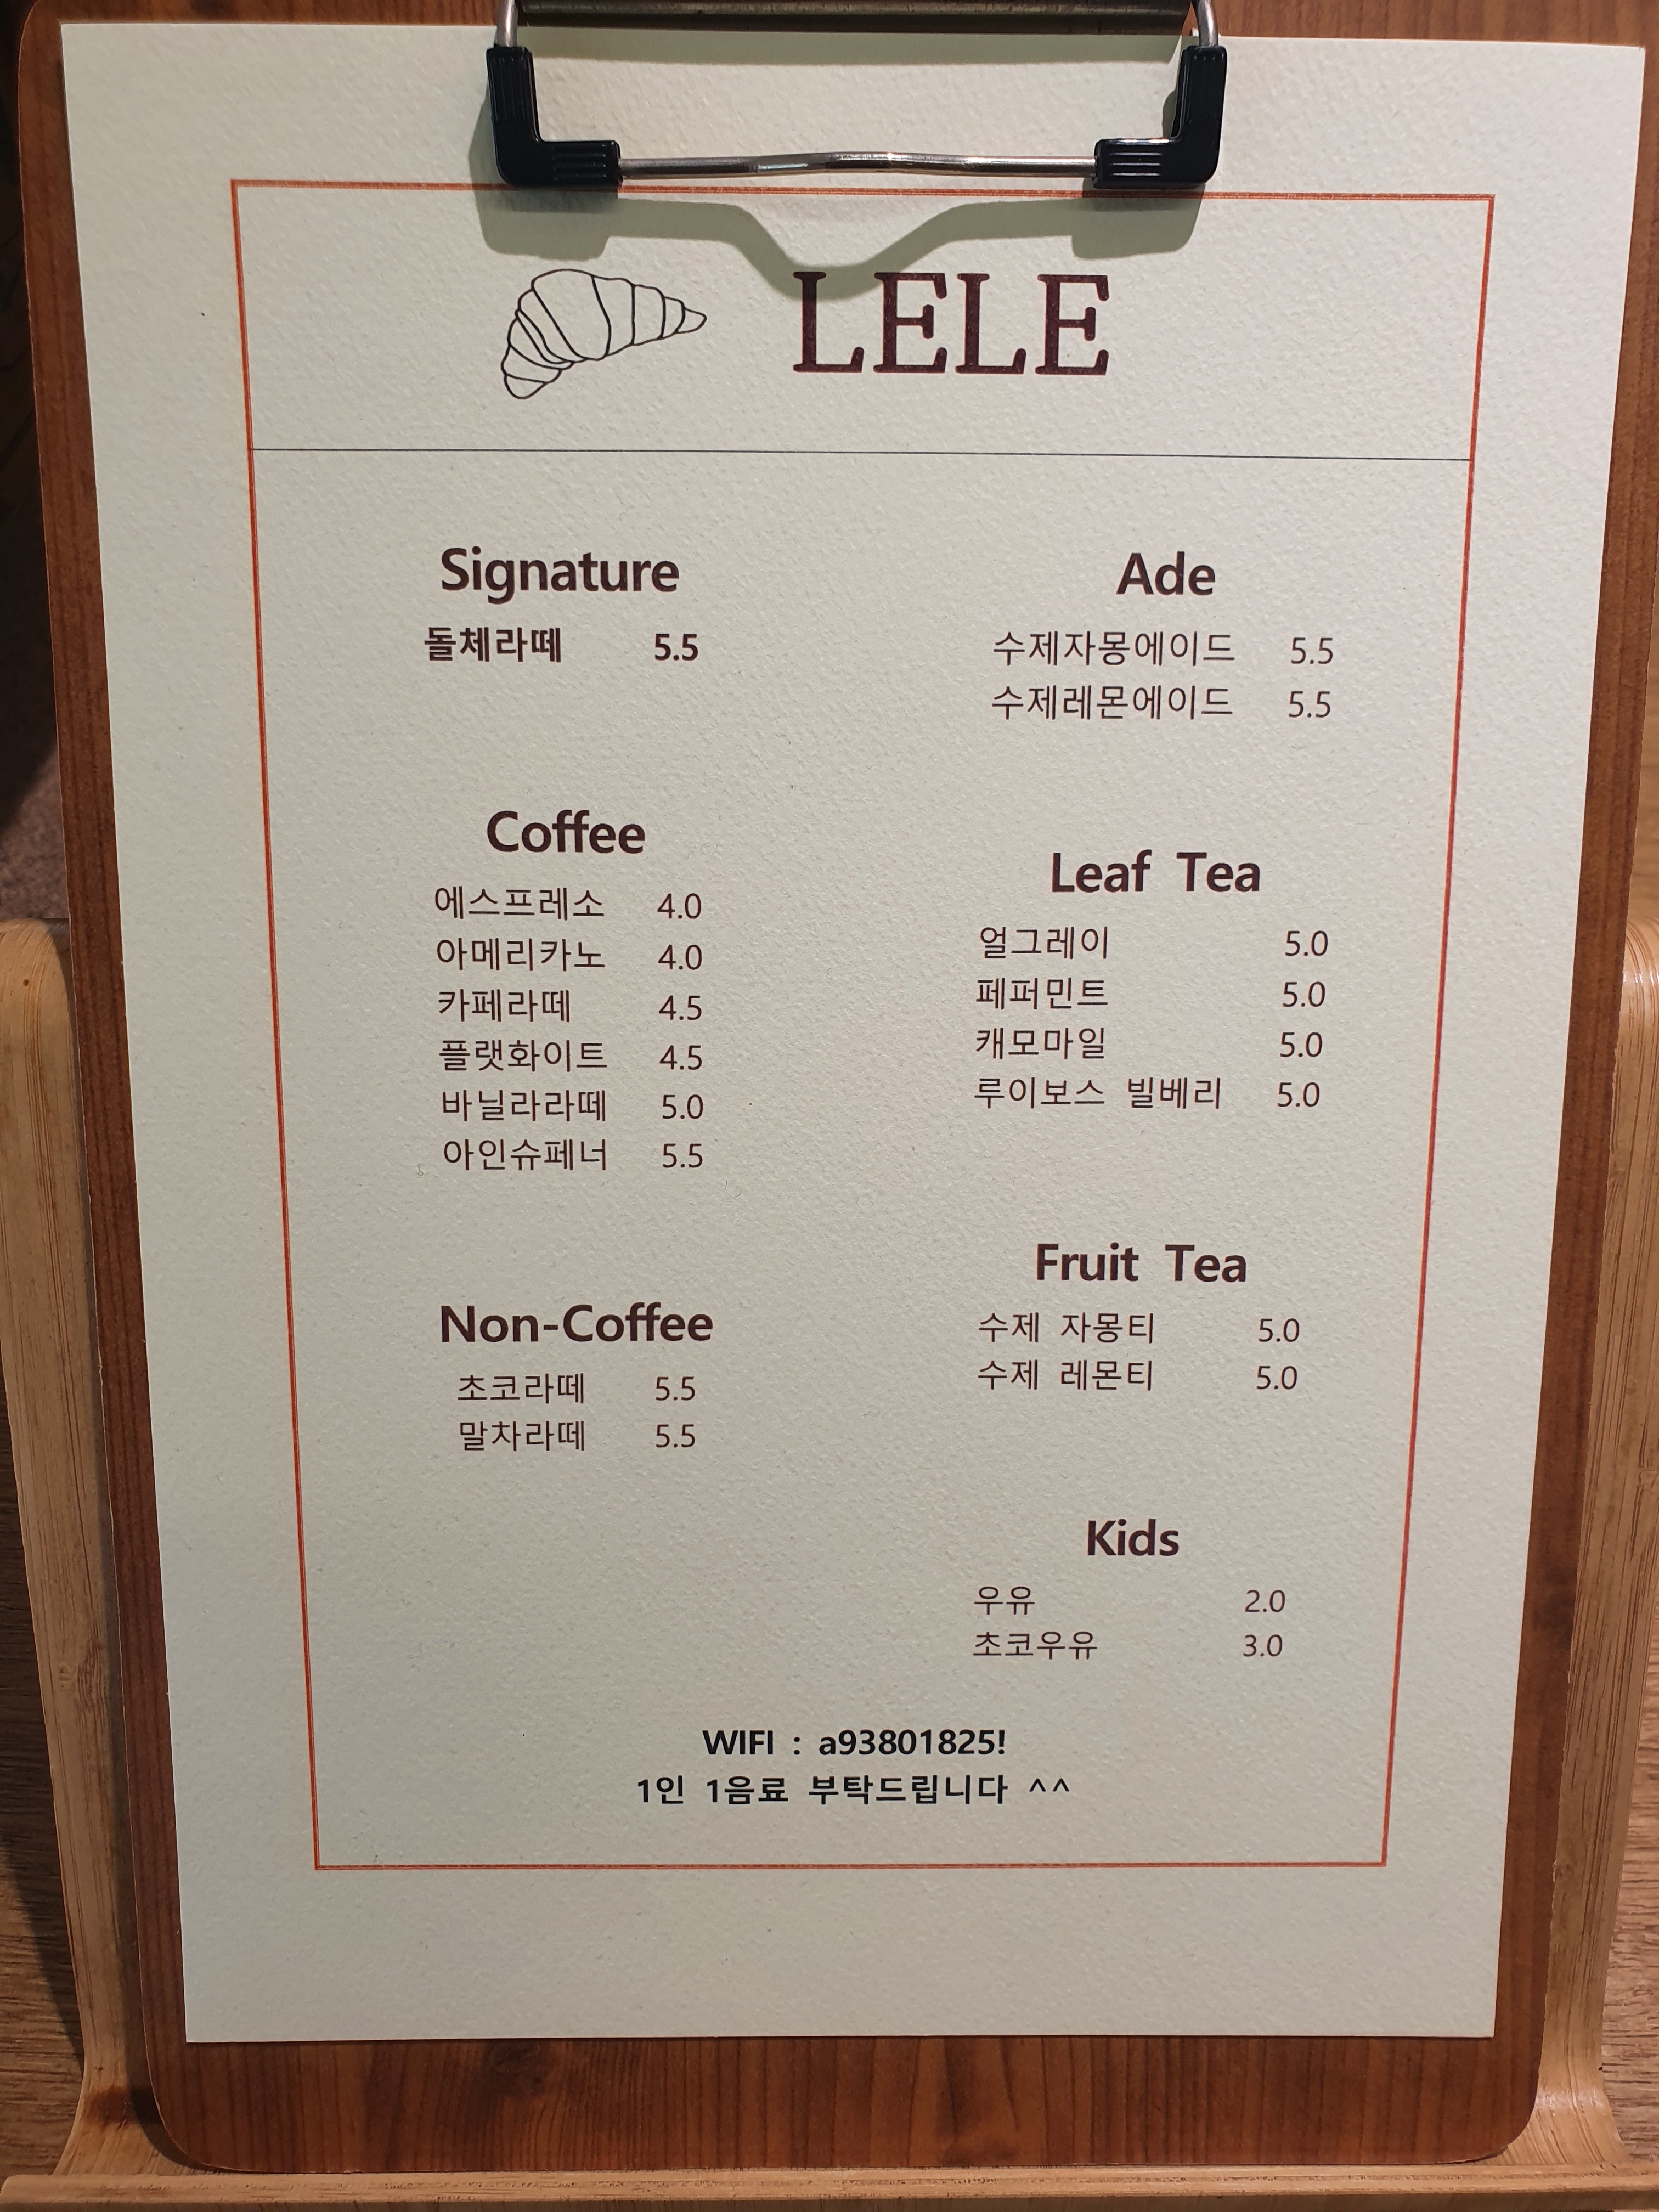 LELE
Signature
돌체라떼 5.5
Coffee
에스프레소 4.0
아메리카노 4.0
카페라떼 4.5
플랫화이트 4.5
바닐라라떼 5.0
아인슈페너 5.5
Non-Coffee
초코라떼 5.5
말차라떼 5.5
Ade
수제자몽에이드 5.5
수제레몬에이드 5.5
Leaf Tea
얼그레이 5.0
페퍼민트 5.0
캐모마일 5.0
루이보스 빌베리 5.0
Fruit Tea
수제 자몽티 5.0
수제 레몬티 5.0
Kids
우유 2.0
초코우유 3.0
WIFI : a93801825!
1인 1음료 부탁드립니다 ^^